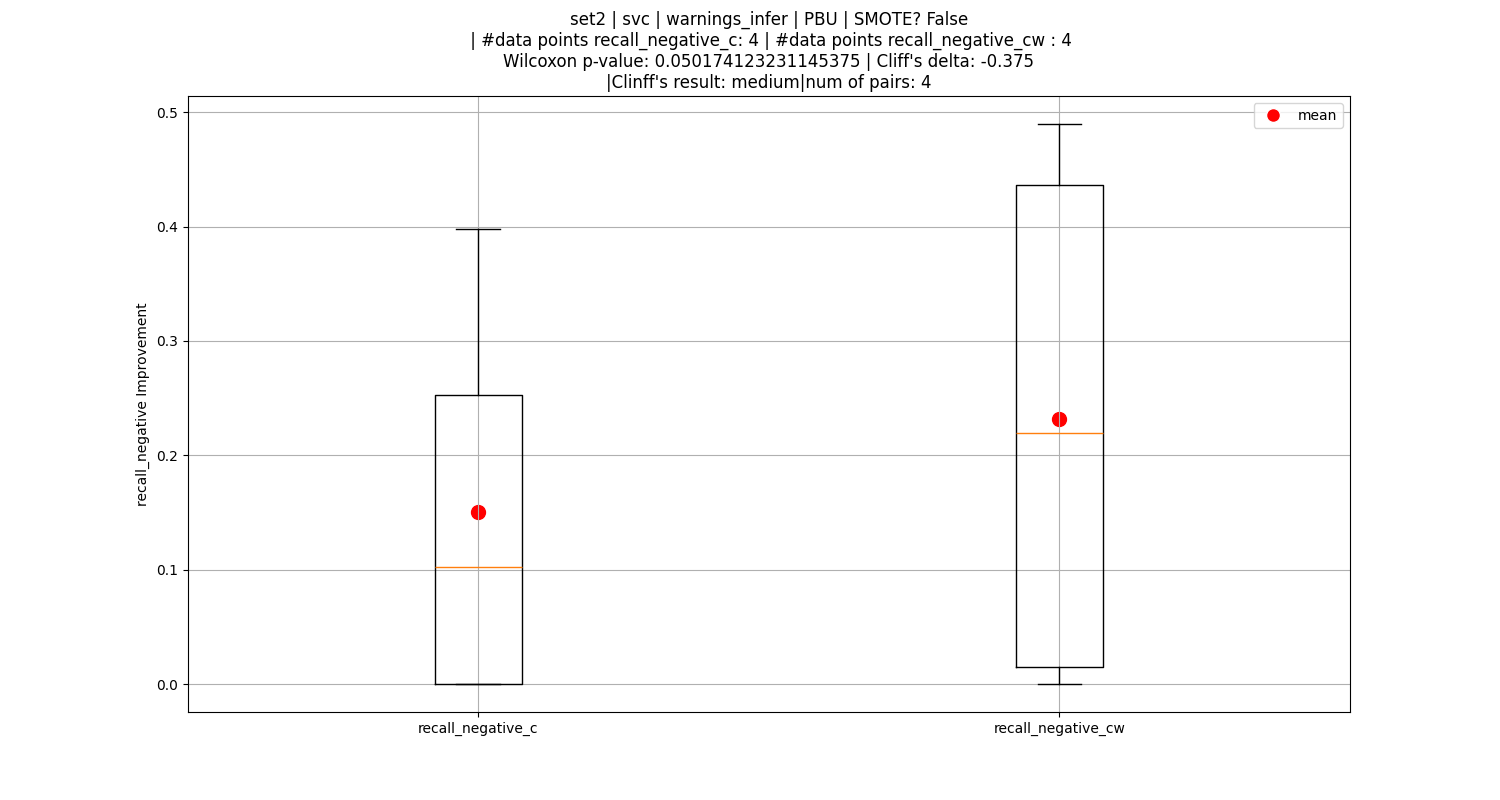 set2 | svc | warnings_infer | PBU | SMOTE? False
| #data points recall_negative_c: 4 | #data points recall_negative_cw : 4
Wilcoxon p-value: 0.050174123231145375 | Cliff's delta: -0.375
|Clinff's result: medium|num of pairs: 4
mean
0.5
0.4
0.3
0.2
0.1
0.0
recall_negative Improvement
recall_negative_c
recall_negative_cw